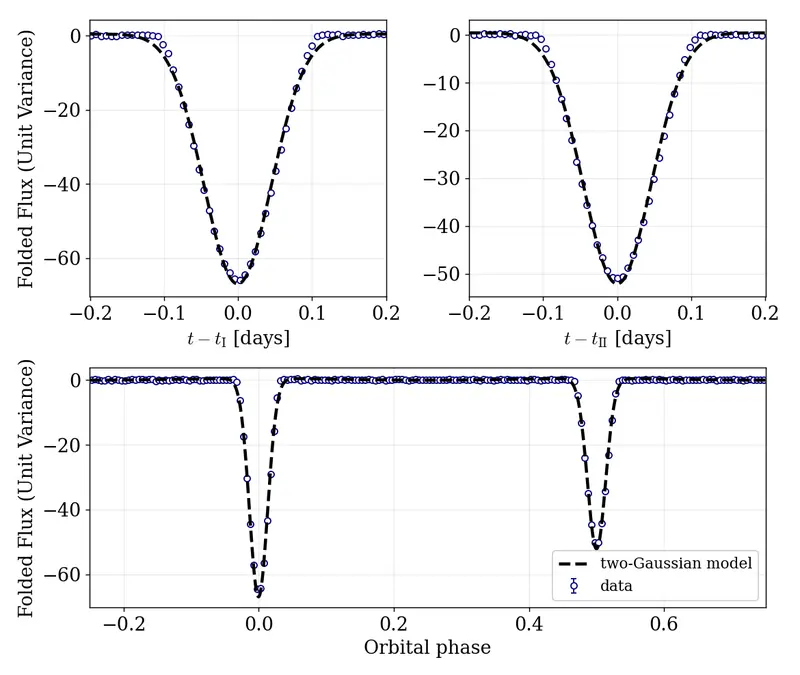 Folded Flux (Unit Variance)
0
−20
−40
−60
−0.2 −0.1 0.0 0.1 0.2
t − tI [days]
0
−10
−20
−30
−40
−50
−0.2 −0.1 0.0 0.1 0.2
t − tII [days]
Folded Flux (Unit Variance)
0
−20
−40
−60
−0.2 0.0 0.2 0.4 0.6
Orbital phase
two-Gaussian model
data